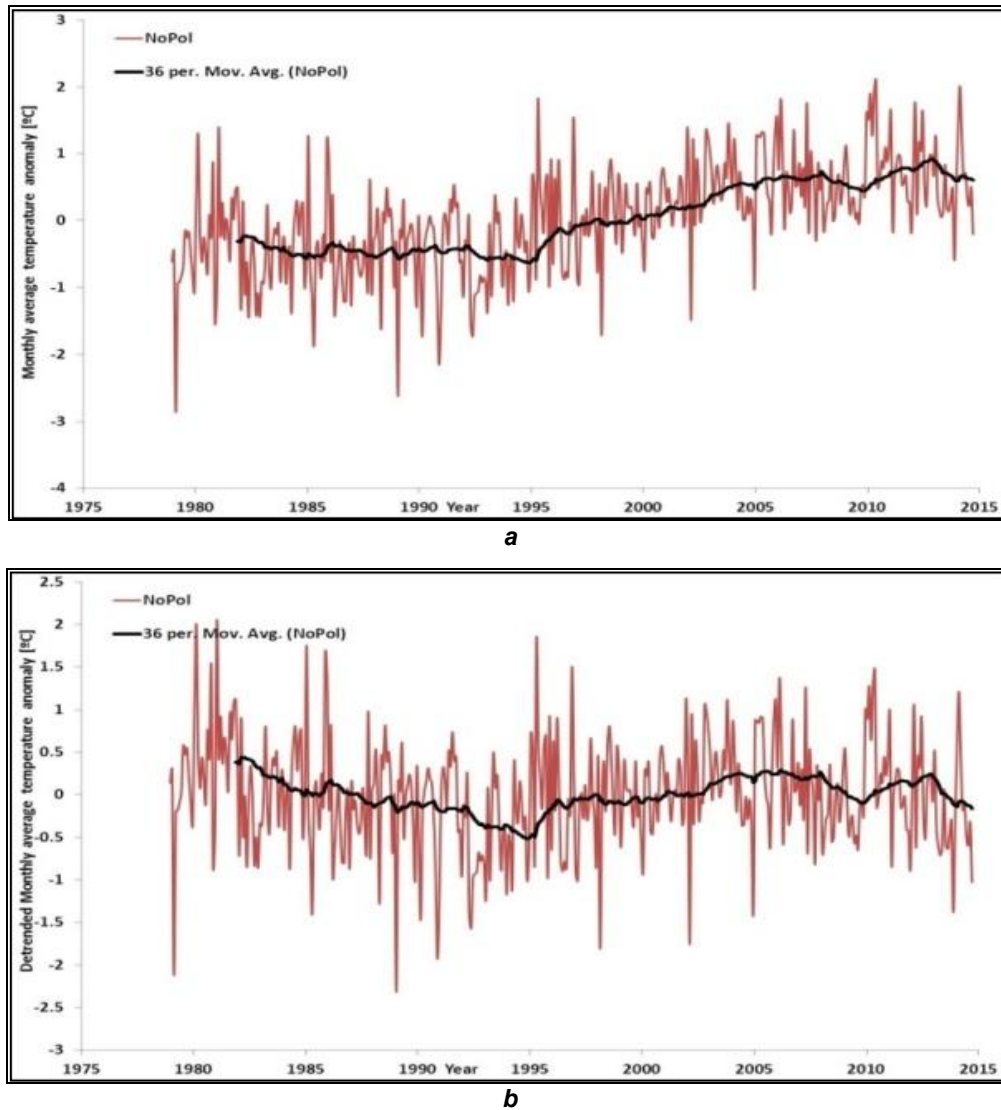 3
NoPol
36 per. Mov. Avg. (NoPol)
2
1
0
-1
-2
-3
-4
Monthly average temperature anomaly [ºC]
1975 1980 1985 1990 Year 1995 2000 2005 2010 2015
a
2.5
NoPol
2
36 per. Mov. Avg. (NoPol)
1.5
1
0.5
0
-0.5
-1
-1.5
-2
-2.5
-3
Detrended Monthly average temperature anomaly [ºC]
1975 1980 1985 1990 Year 1995 2000 2005 2010 2015
b